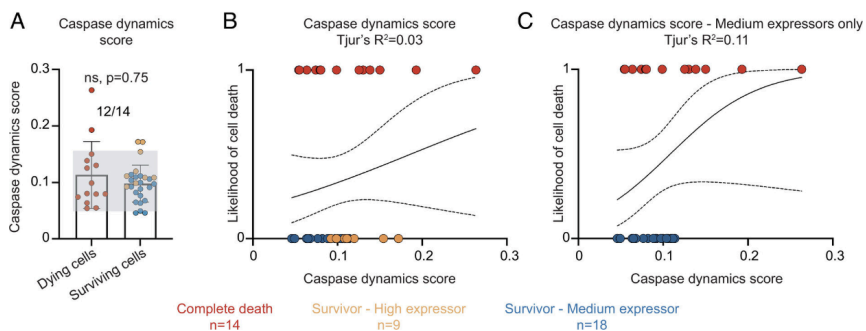 A
Caspase dynamics
score
ns, p=0.75
12/14
Caspase dynamics score
0.3
0.2
0.1
0.0
Dying cells
Surviving cells
B
Caspase dynamics score
Tjur's R²=0.03
Likelihood of cell death
1
1
0
0.1
0.2
0.3
Caspase dynamics score
C
Caspase dynamics score - Medium expressors only
Tjur's R²=0.11
Likelihood of cell death
1
0
0
0.1
0.2
0.3
Caspase dynamics score
Complete death
n=14
Survivor - High expressor
n=9
Survivor - Medium expressor
n=18